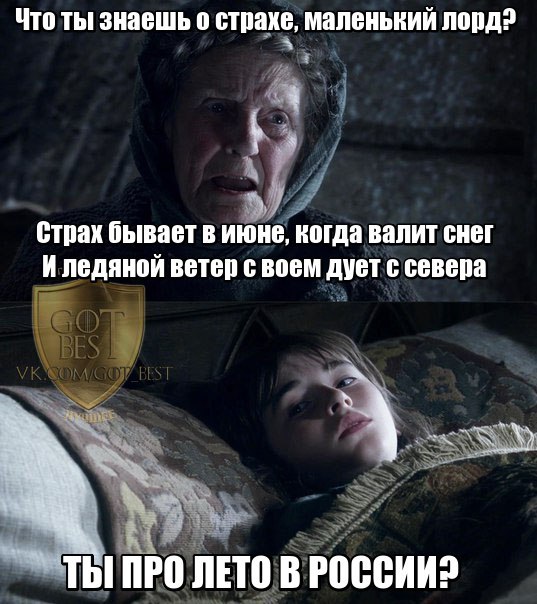 Что ты знаешь о страхе, маленький лорд?
Страх бывает в июне, когда валит снег
И ледяной ветер с воем дует с севера
GOT
BEST
VK.COM/GOT_BEST
ТЫ ПРО ЛЕТО В РОССИИ?